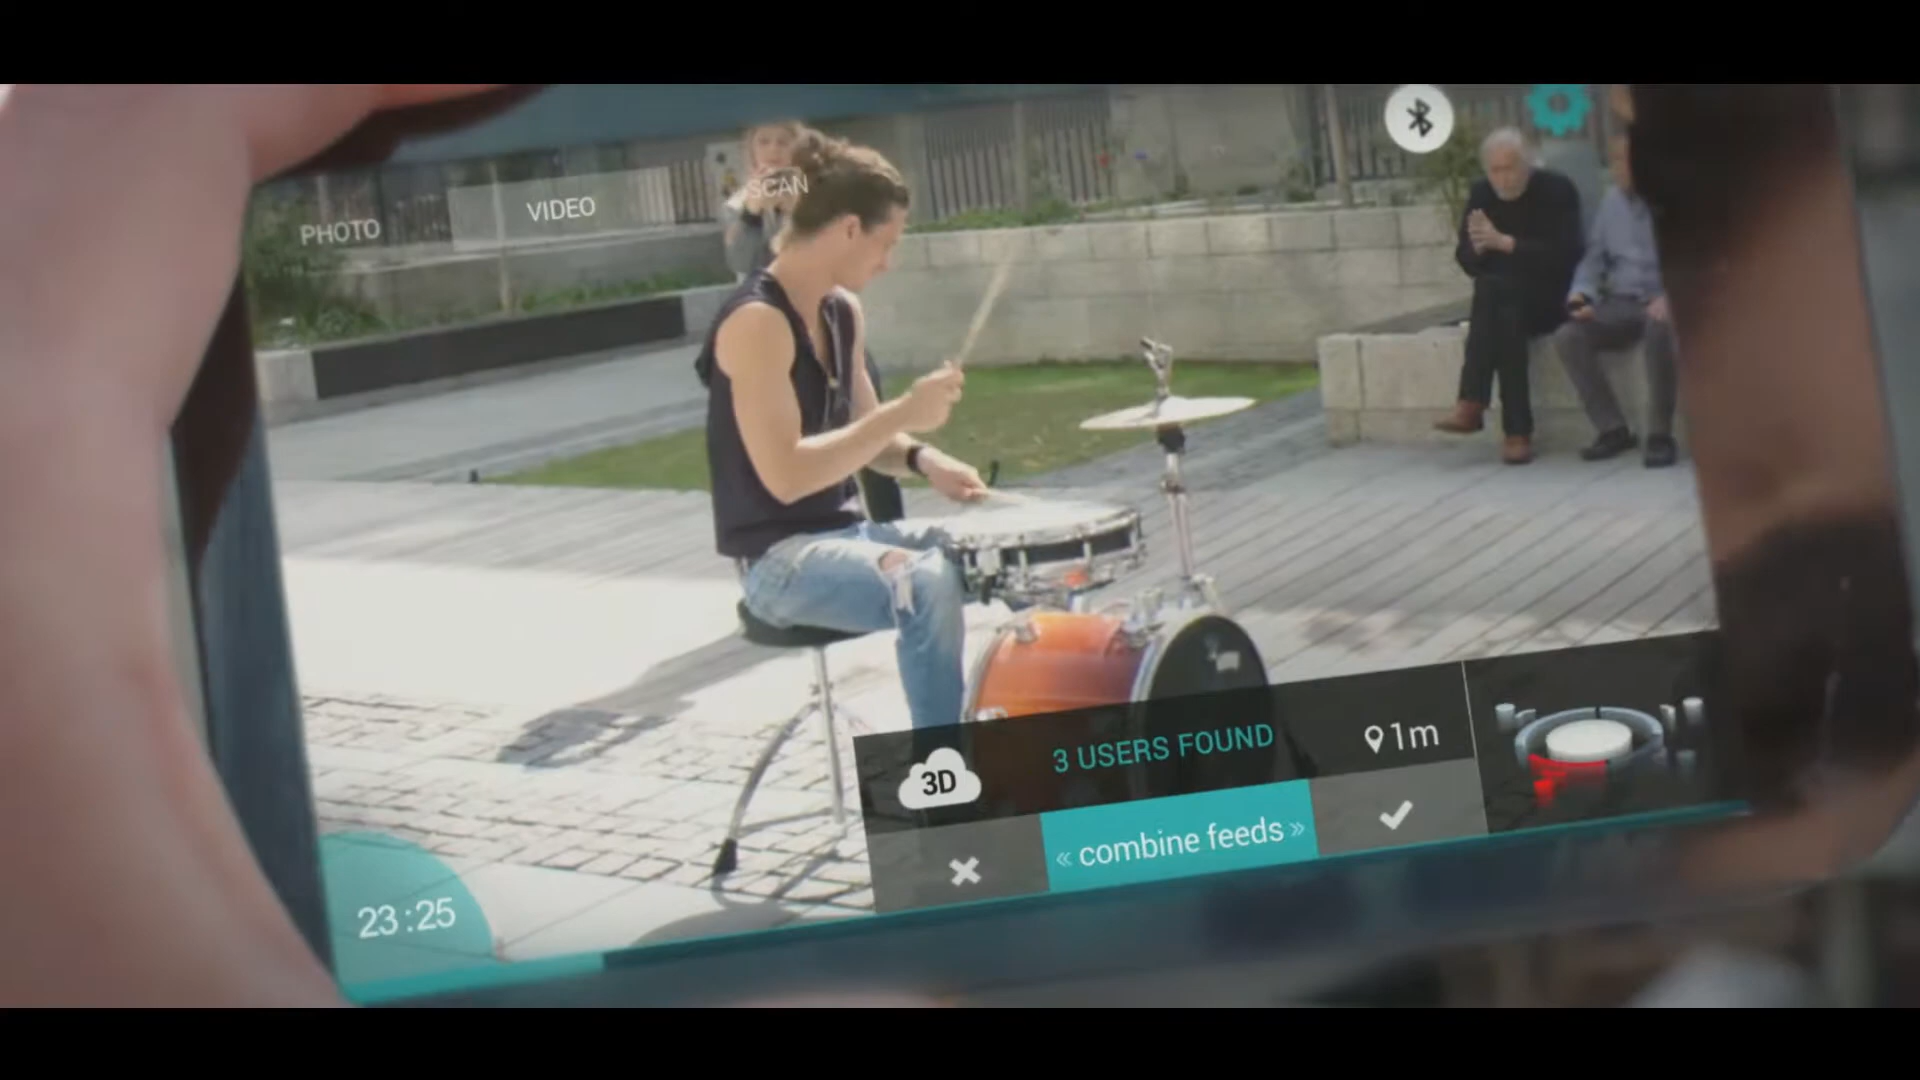 PHOTO
VIDEO
SCAN
3D
3 USERS FOUND
1m
« combine feeds »
23:25